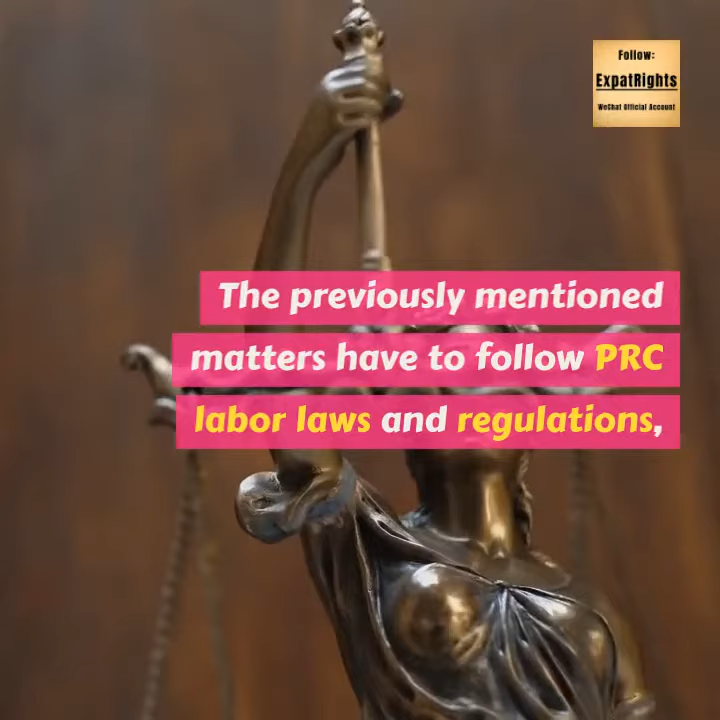 Follow:
ExpatRights
WeChat Official Account
The previously mentioned
matters have to follow PRC
labor laws and regulations,